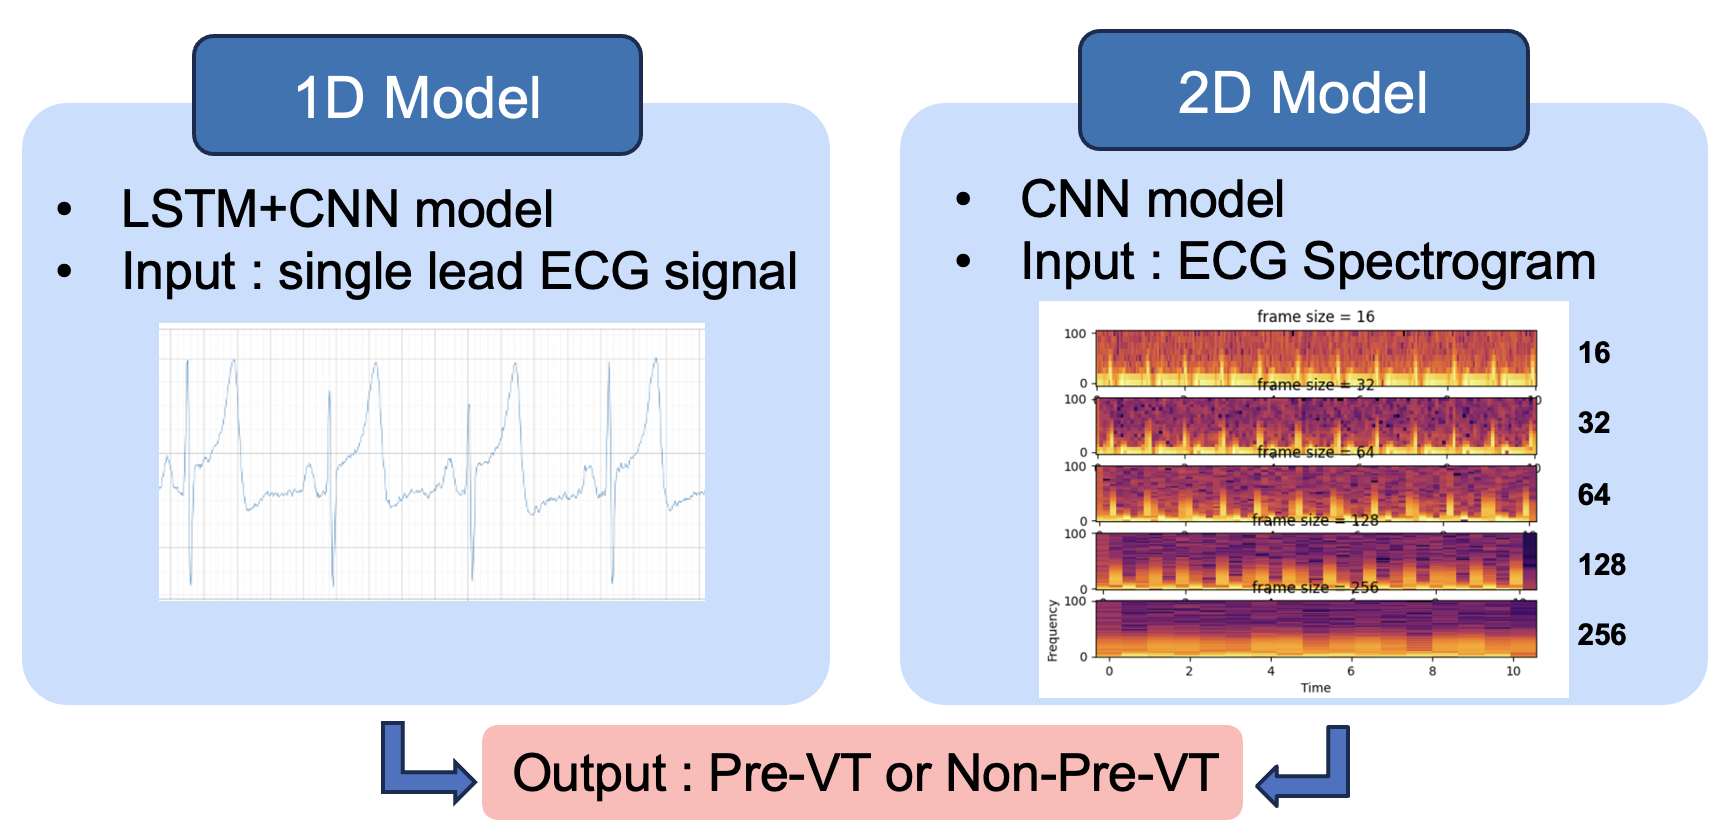 1D Model
• LSTM+CNN model
• Input : single lead ECG signal
2D Model
• CNN model
• Input : ECG Spectrogram
frame size = 16
100
0
16
frame size = 32
100
0
32
frame size = 64
100
0
64
frame size = 128
100
0
128
frame size = 256
100
0
256
Frequency
0 2 4 6 8 10
Time
Output : Pre-VT or Non-Pre-VT